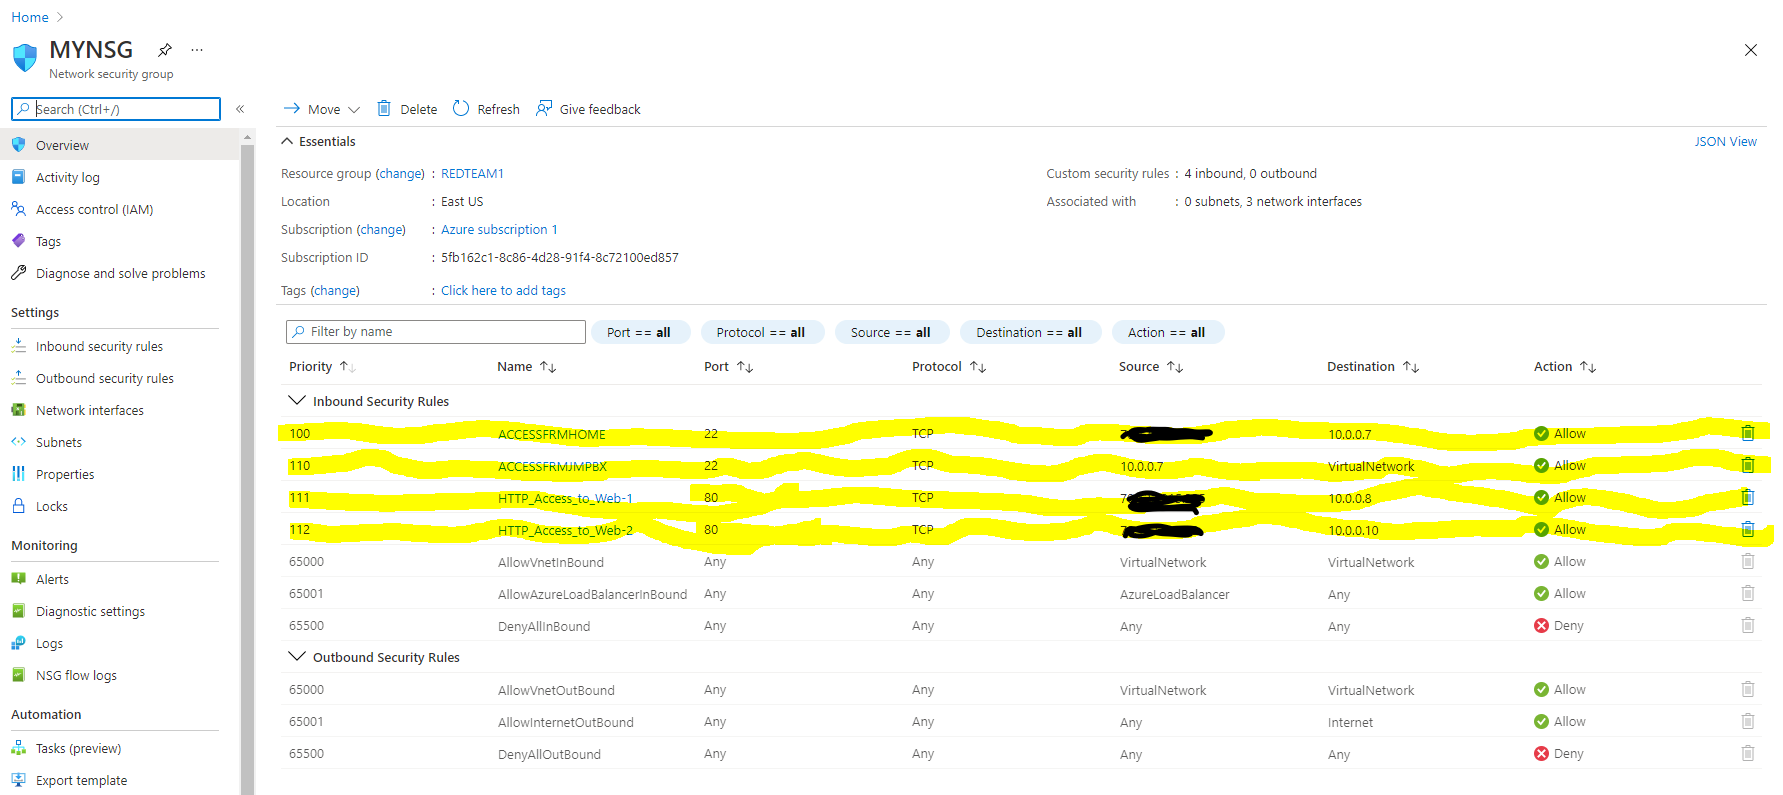 Home >
MYNSG ...
Network security group
Search (Ctrl+/) «
Move Delete Refresh Give feedback
Overview
Activity log
Access control (IAM)
Tags
Diagnose and solve problems
Settings
Inbound security rules
Outbound security rules
Network interfaces
Subnets
Properties
Locks
Monitoring
Alerts
Diagnostic settings
Logs
NSG flow logs
Automation
Tasks (preview)
Export template
Essentials JSON View
Resource group (change) : REDTEAM1 Custom security rules : 4 inbound, 0 outbound
Location : East US Associated with : 0 subnets, 3 network interfaces
Subscription (change) : Azure subscription 1
Subscription ID : 5fb162c1-8c86-4d28-91f4-8c72100ed857
Tags (change) : Click here to add tags
Filter by name Port == all Protocol == all Source == all Destination == all Action == all
Priority ↑↓ Name ↑↓ Port ↑↓ Protocol ↑↓ Source ↑↓ Destination ↑↓ Action ↑↓
Inbound Security Rules
100 ACCESSFRMHOME 22 TCP 10.0.0.7 Allow
110 ACCESSFRMJMPBX 22 TCP 10.0.0.7 VirtualNetwork Allow
111 HTTP_Access_to_Web-1 80 TCP 10.0.0.8 Allow
112 HTTP_Access_to_Web-2 80 TCP 10.0.0.10 Allow
65000 AllowVnetInBound Any Any VirtualNetwork VirtualNetwork Allow
65001 AllowAzureLoadBalancerInBound Any Any AzureLoadBalancer Any Allow
65500 DenyAllInBound Any Any Any Any Deny
Outbound Security Rules
65000 AllowVnetOutBound Any Any VirtualNetwork VirtualNetwork Allow
65001 AllowInternetOutBound Any Any Any Internet Allow
65500 DenyAllOutBound Any Any Any Any Deny